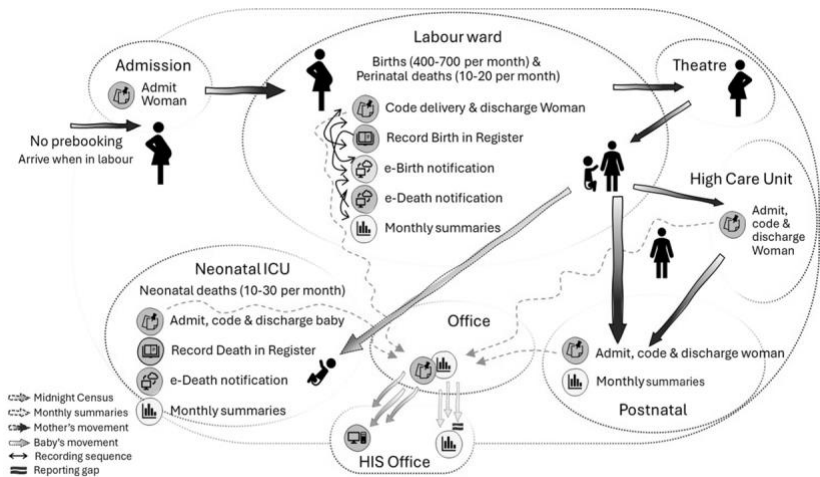 Admission
Admit
Woman
No prebooking
Arrive when in labour
Labour ward
Births (400-700 per month) &
Perinatal deaths (10-20 per month)
Code delivery & discharge Woman
Record Birth in Register
e-Birth notification
e-Death notification
Monthly summaries
Theatre
High Care Unit
Admit,
code &
discharge
Woman
Neonatal ICU
Neonatal deaths (10-30 per month)
Admit, code & discharge baby
Record Death in Register
e-Death notification
Monthly summaries
Office
Admit, code & discharge woman
Monthly summaries
Postnatal
HIS Office
Midnight Census
Monthly summaries
Mother's movement
Baby's movement
Recording sequence
Reporting gap